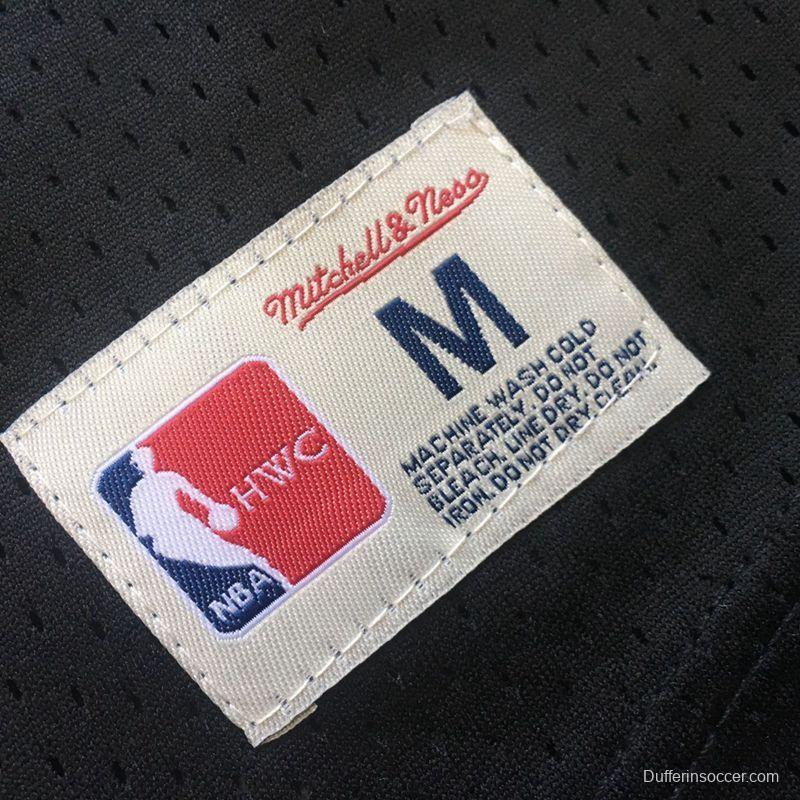 Mitchell & Ness
M
HWC
NBA
MACHINE WASH COLD
SEPARATELY. DO NOT
BLEACH. LINE DRY. DO NOT
IRON. DO NOT DRY CLEAN.
Dufferinsoccer.com